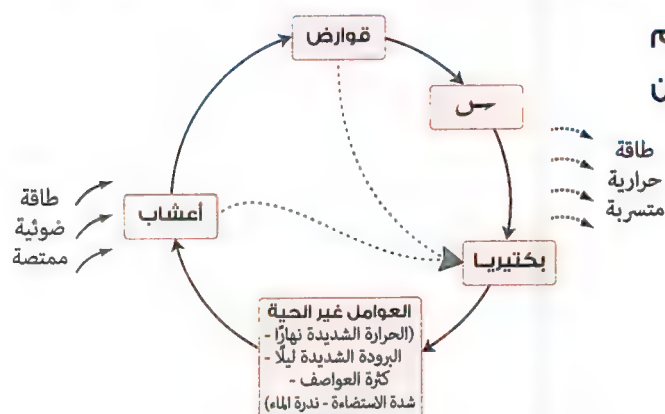 قوارض
س
طاقة
حرارية
متسربة
طاقة
ضوئية
ممتصة
أعشاب
بكتيريا
العوامل غير الحية
(الحرارة الشديدة نهارًا -
البرودة الشديدة ليلًا -
كثرة العواصف -
شدة الاستضاءة - ندرة الماء)